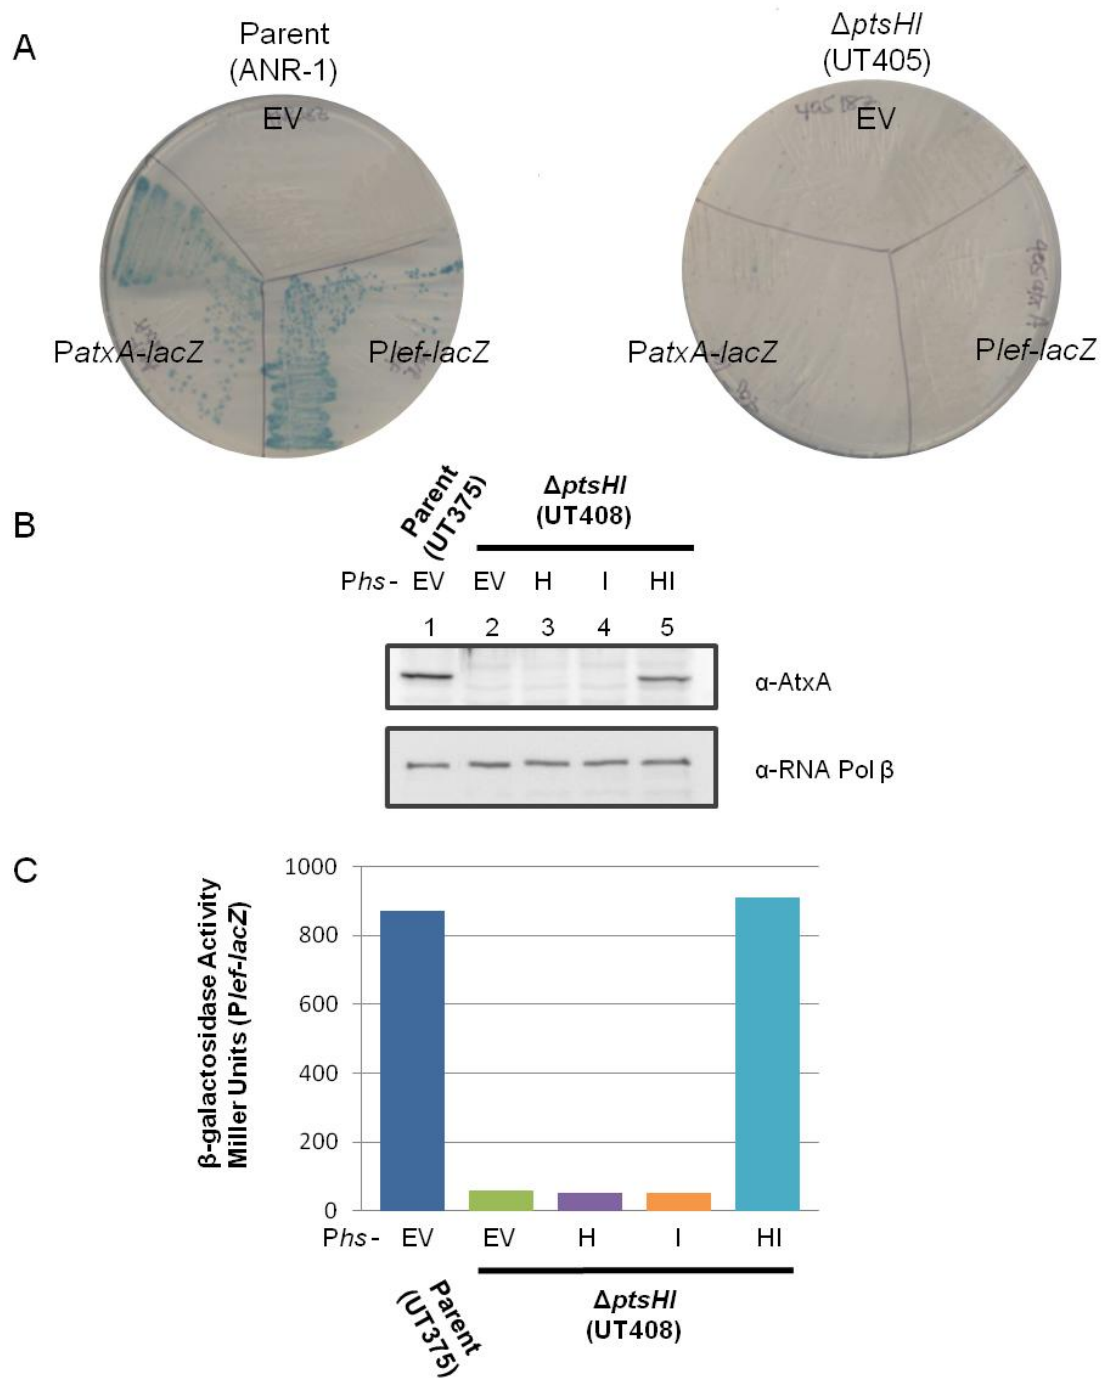 A
Parent
(ANR-1)
EV
PatxA-lacZ
Plef-lacZ
ΔptsHI
(UT405)
EV
PatxA-lacZ
Plef-lacZ
B
Parent
(UT375)
ΔptsHI
(UT408)
Phs- EV EV H I HI
1 2 3 4 5
α-AtxA
α-RNA Pol β
C
β-galactosidase Activity
Miller Units (Plef-lacZ)
1000
800
600
400
200
0
Phs- EV EV H I HI
Parent
(UT375)
ΔptsHI
(UT408)